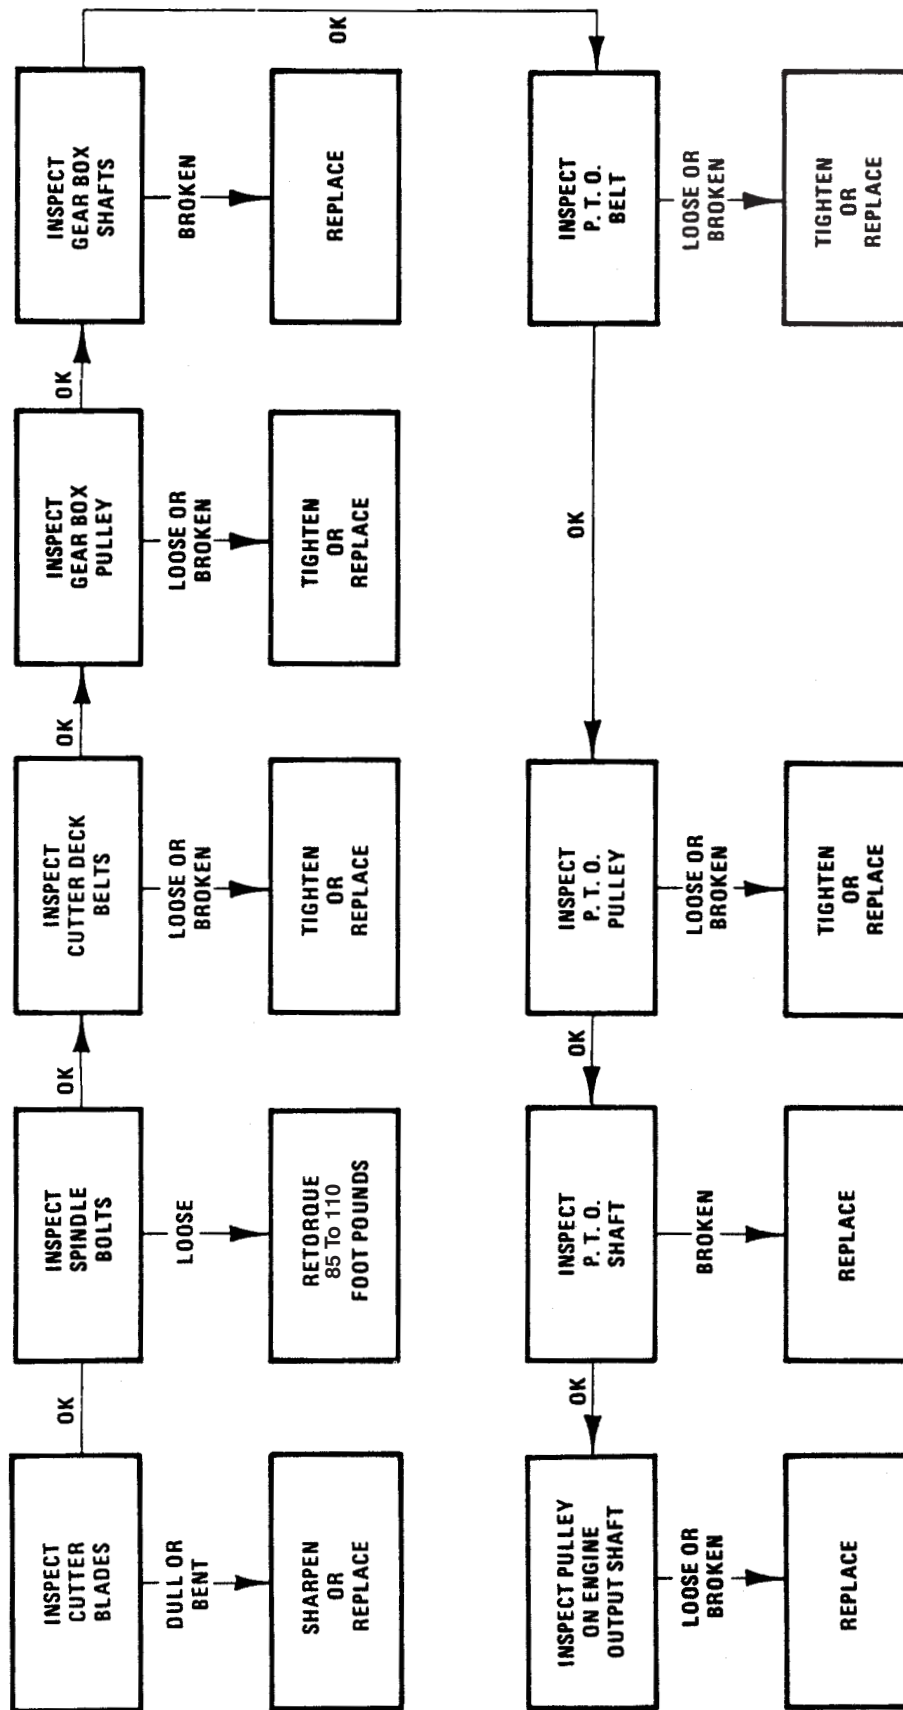 INSPECT
CUTTER
BLADES
OK
DULL OR
BENT
SHARPEN
OR
REPLACE
INSPECT
SPINDLE
BOLTS
OK
LOOSE
RETORQUE
85 To 110
FOOT POUNDS
INSPECT
CUTTER DECK
BELTS
OK
LOOSE OR
BROKEN
TIGHTEN
OR
REPLACE
INSPECT
GEAR BOX
PULLEY
OK
LOOSE OR
BROKEN
TIGHTEN
OR
REPLACE
INSPECT
GEAR BOX
SHAFTS
OK
BROKEN
REPLACE
INSPECT
P. T. O.
BELT
OK
LOOSE OR
BROKEN
TIGHTEN
OR
REPLACE
INSPECT
P. T. O.
PULLEY
OK
LOOSE OR
BROKEN
TIGHTEN
OR
REPLACE
INSPECT
P. T. O.
SHAFT
OK
BROKEN
REPLACE
INSPECT PULLEY
ON ENGINE
OUTPUT SHAFT
LOOSE OR
BROKEN
REPLACE